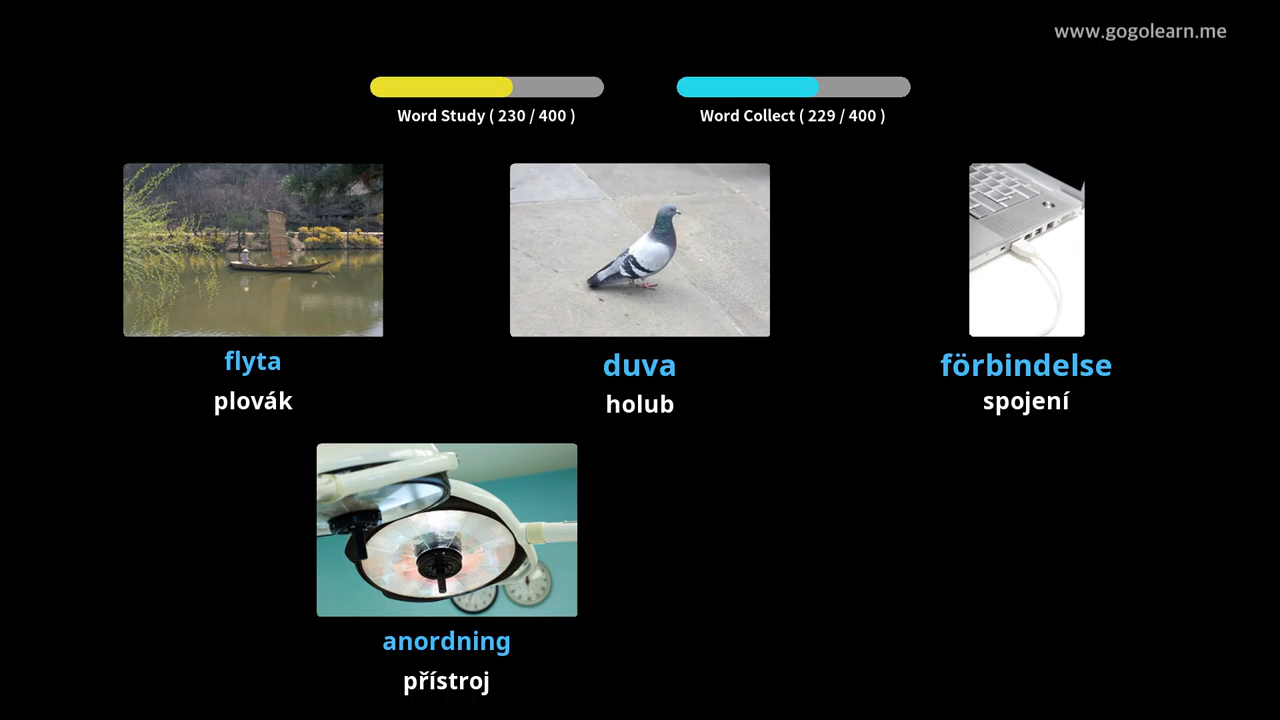 www.gogolearn.me
Word Study ( 230 / 400 )
Word Collect ( 229 / 400 )
flyta
plovák
duva
holub
förbindelse
spojení
anordning
přístroj